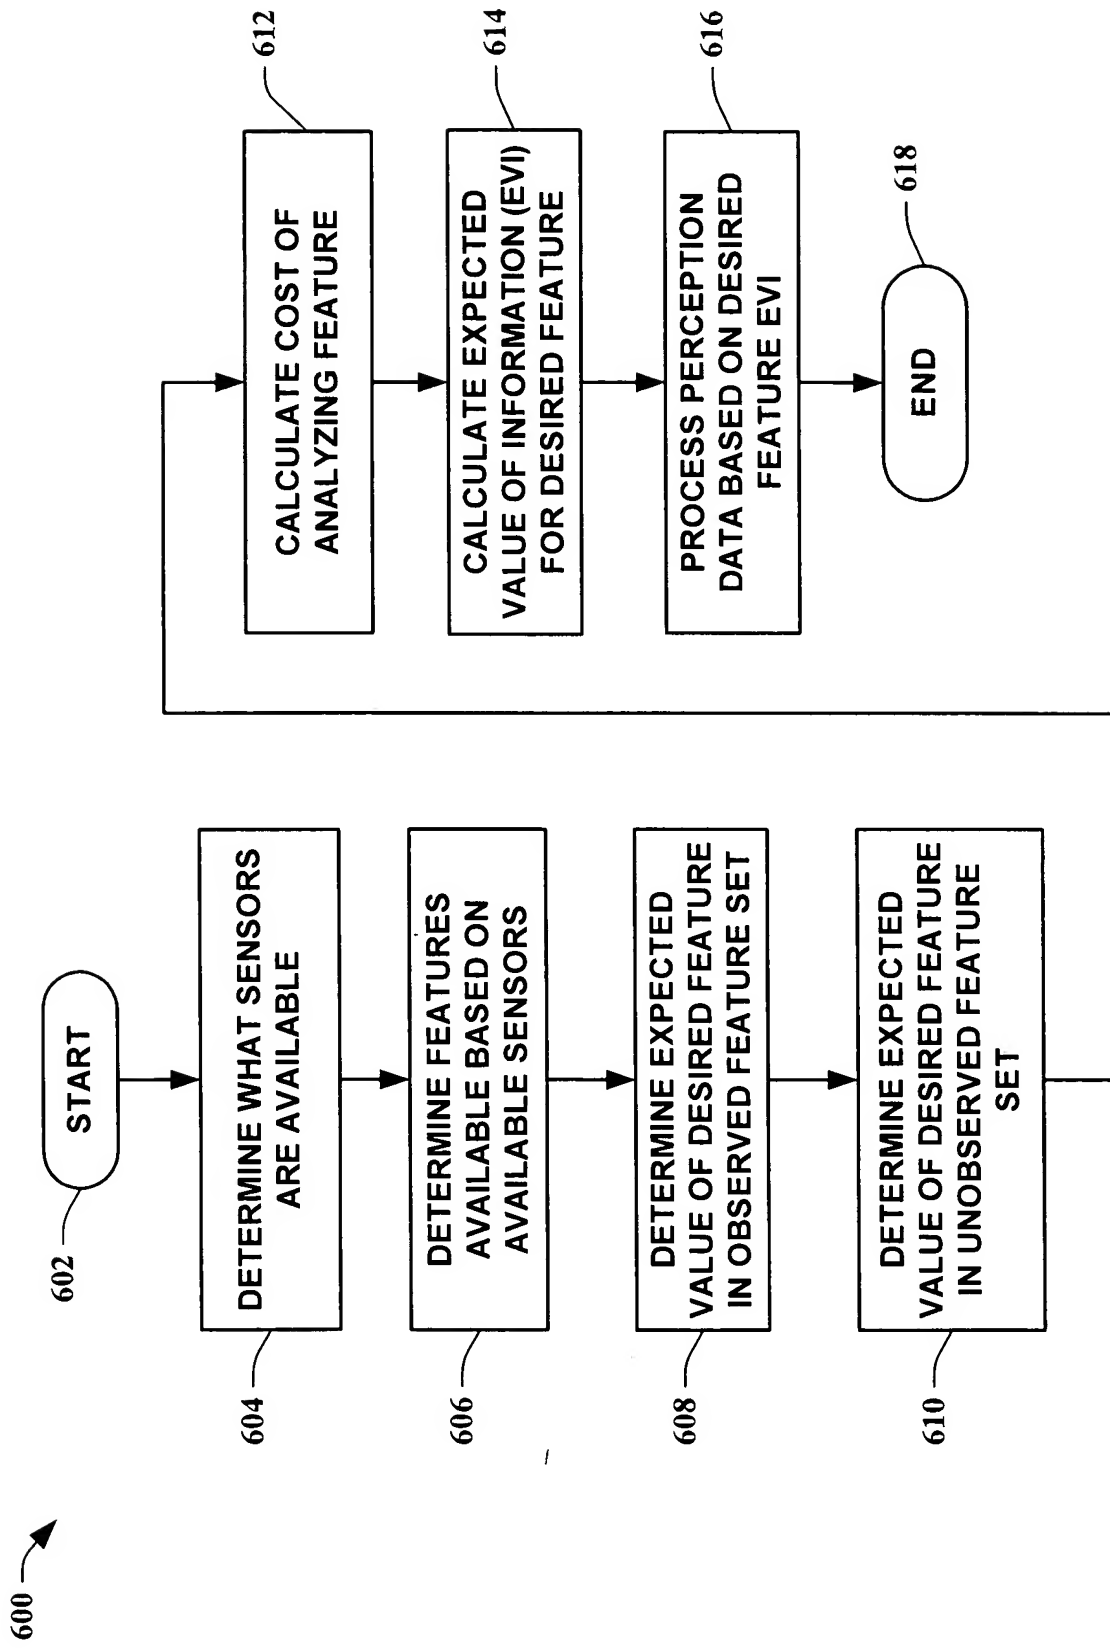 600
START
602
DETERMINE WHAT SENSORS
ARE AVAILABLE
604
DETERMINE FEATURES
AVAILABLE BASED ON
AVAILABLE SENSORS
606
DETERMINE EXPECTED
VALUE OF DESIRED FEATURE
IN OBSERVED FEATURE SET
608
DETERMINE EXPECTED
VALUE OF DESIRED FEATURE
IN UNOBSERVED FEATURE
SET
610
CALCULATE COST OF
ANALYZING FEATURE
612
CALCULATE EXPECTED
VALUE OF INFORMATION (EVI)
FOR DESIRED FEATURE
614
PROCESS PERCEPTION
DATA BASED ON DESIRED
FEATURE EVI
616
END
618